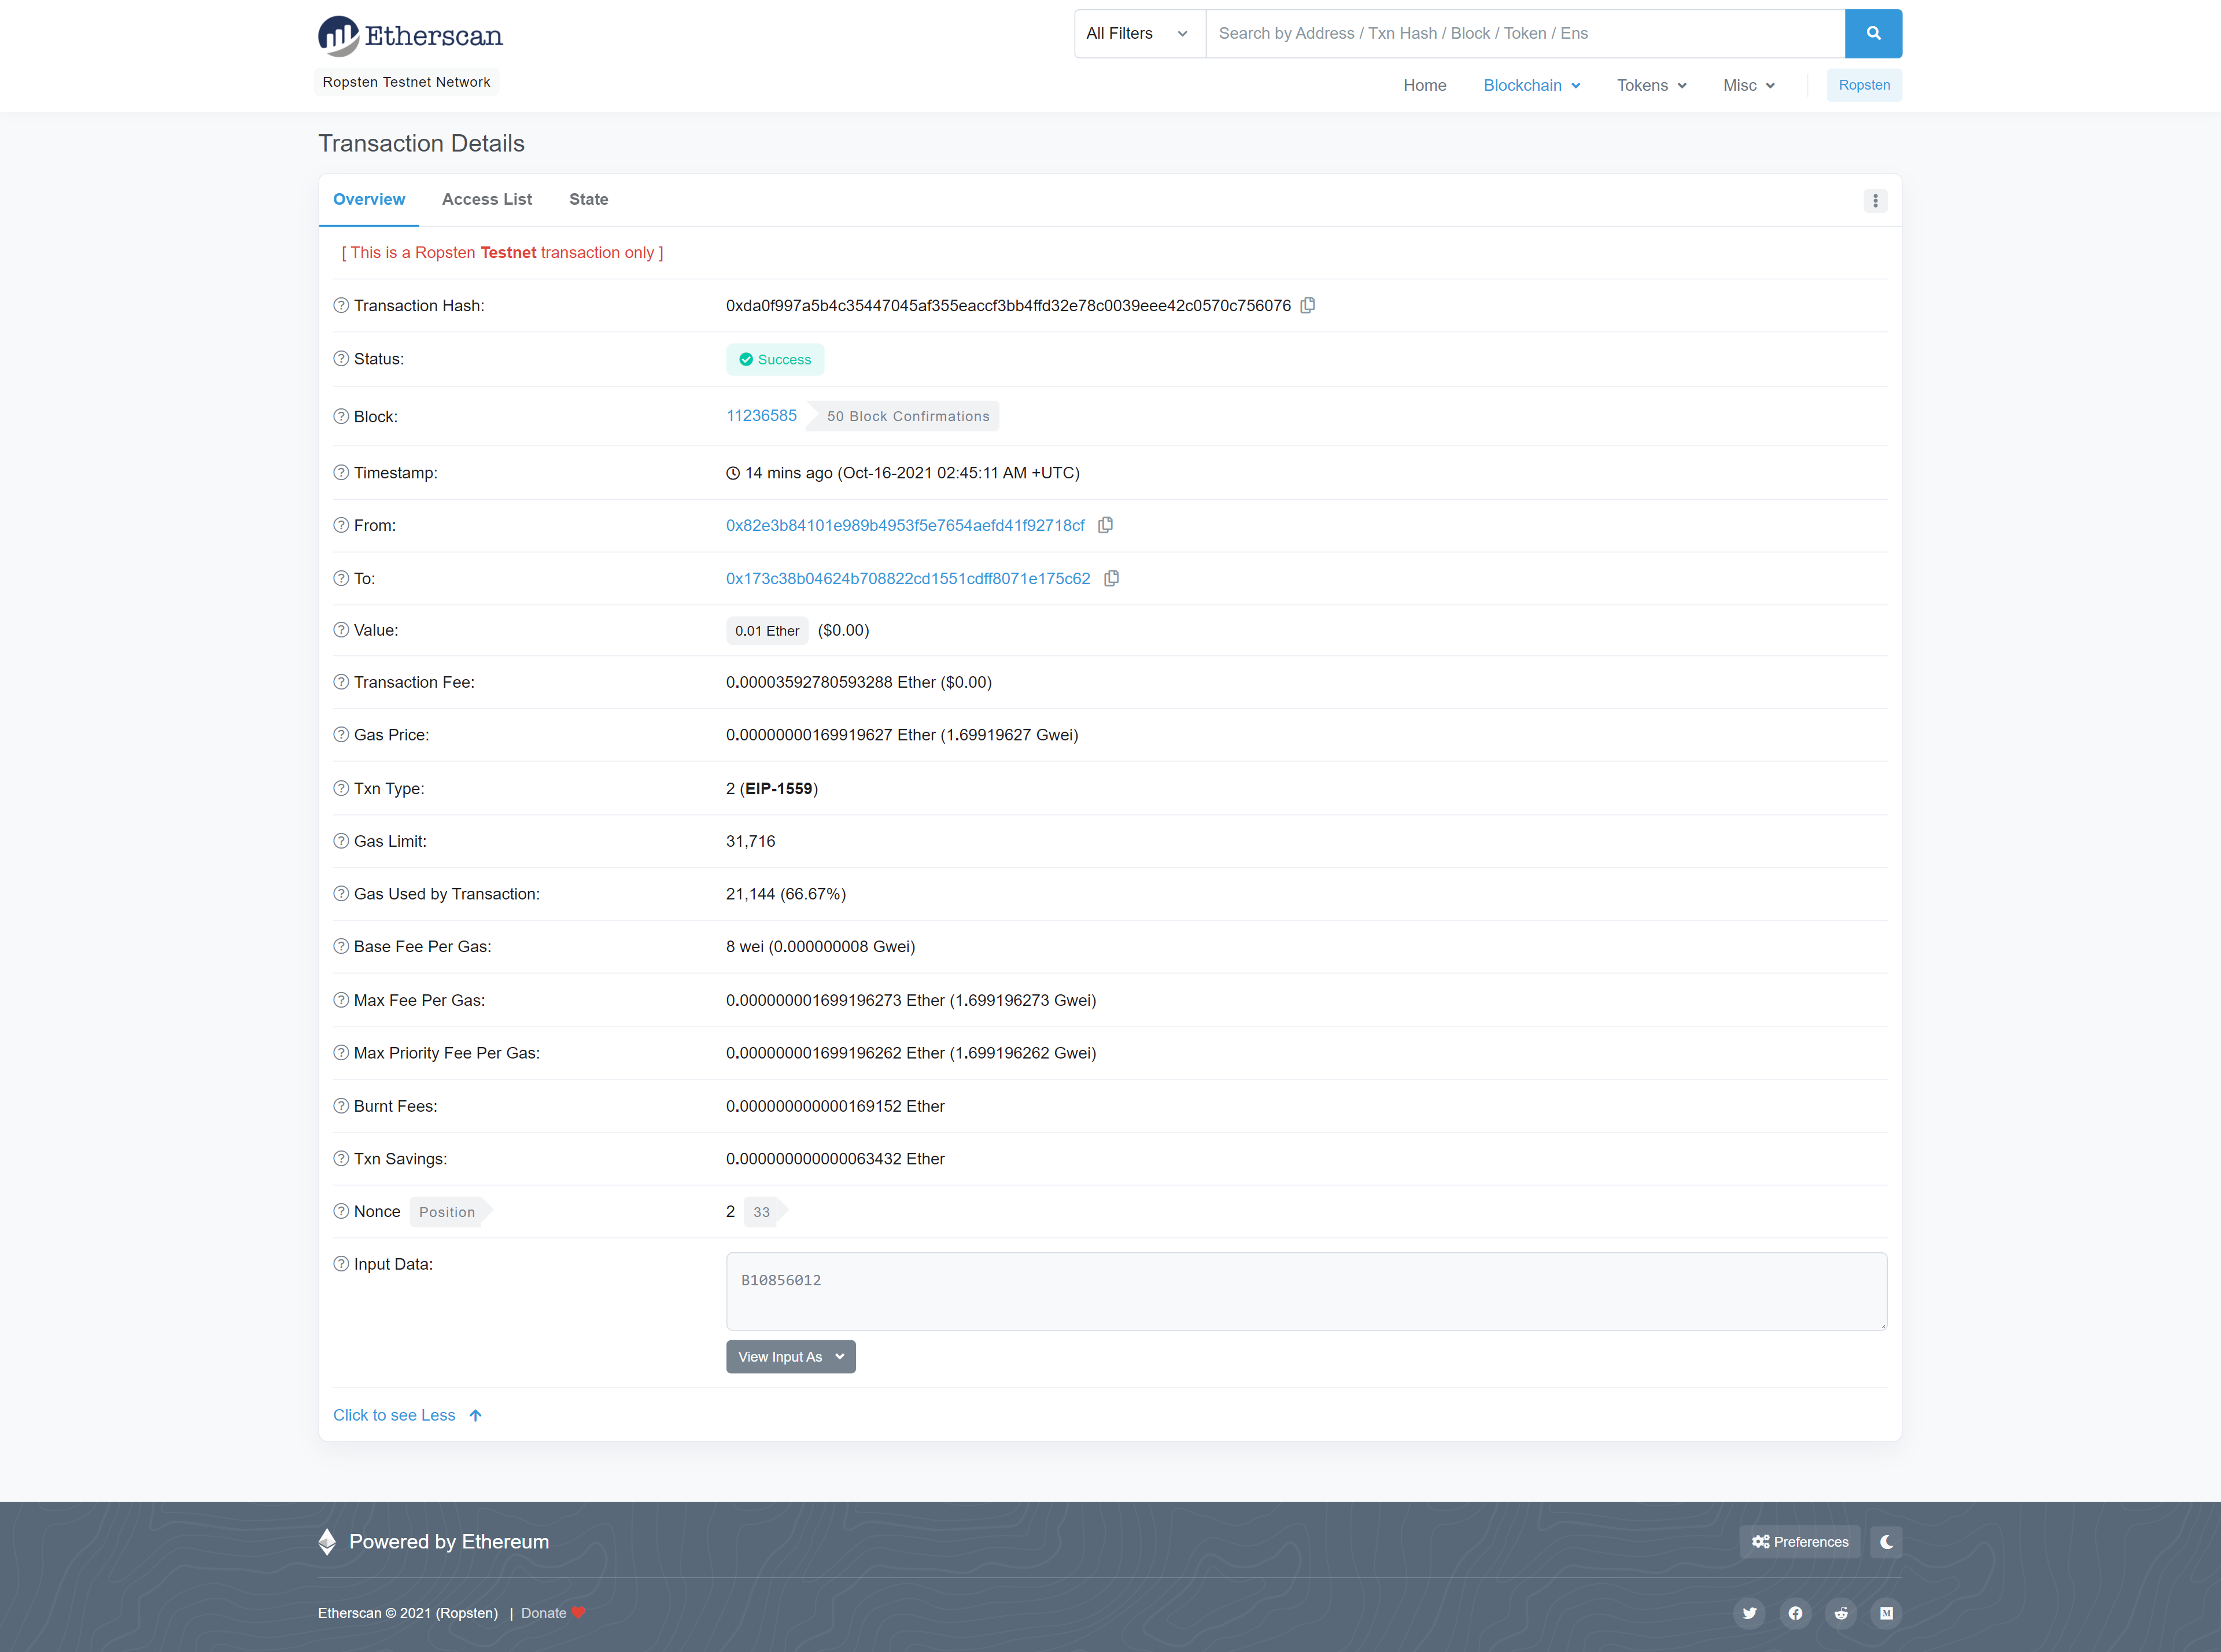 Etherscan
All Filters
Search by Address / Txn Hash / Block / Token / Ens
Ropsten Testnet Network
Home Blockchain Tokens Misc Ropsten
Transaction Details
Overview Access List State
[ This is a Ropsten Testnet transaction only ]
Transaction Hash: 0xda0f997a5b4c35447045af355eaccf3bb4ffd32e78c0039eee42c0570c756076
Status: Success
Block: 11236585 50 Block Confirmations
Timestamp: 14 mins ago (Oct-16-2021 02:45:11 AM +UTC)
From: 0x82e3b84101e989b4953f5e7654aefd41f92718cf
To: 0x173c38b04624b708822cd1551cdff8071e175c62
Value: 0.01 Ether ($0.00)
Transaction Fee: 0.00003592780593288 Ether ($0.00)
Gas Price: 0.00000000169919627 Ether (1.69919627 Gwei)
Txn Type: 2 (EIP-1559)
Gas Limit: 31,716
Gas Used by Transaction: 21,144 (66.67%)
Base Fee Per Gas: 8 wei (0.000000008 Gwei)
Max Fee Per Gas: 0.000000001699196273 Ether (1.699196273 Gwei)
Max Priority Fee Per Gas: 0.000000001699196262 Ether (1.699196262 Gwei)
Burnt Fees: 0.000000000000169152 Ether
Txn Savings: 0.000000000000063432 Ether
Nonce Position 2 33
Input Data: B10856012
View Input As
Click to see Less
Powered by Ethereum
Preferences
Etherscan © 2021 (Ropsten) | Donate